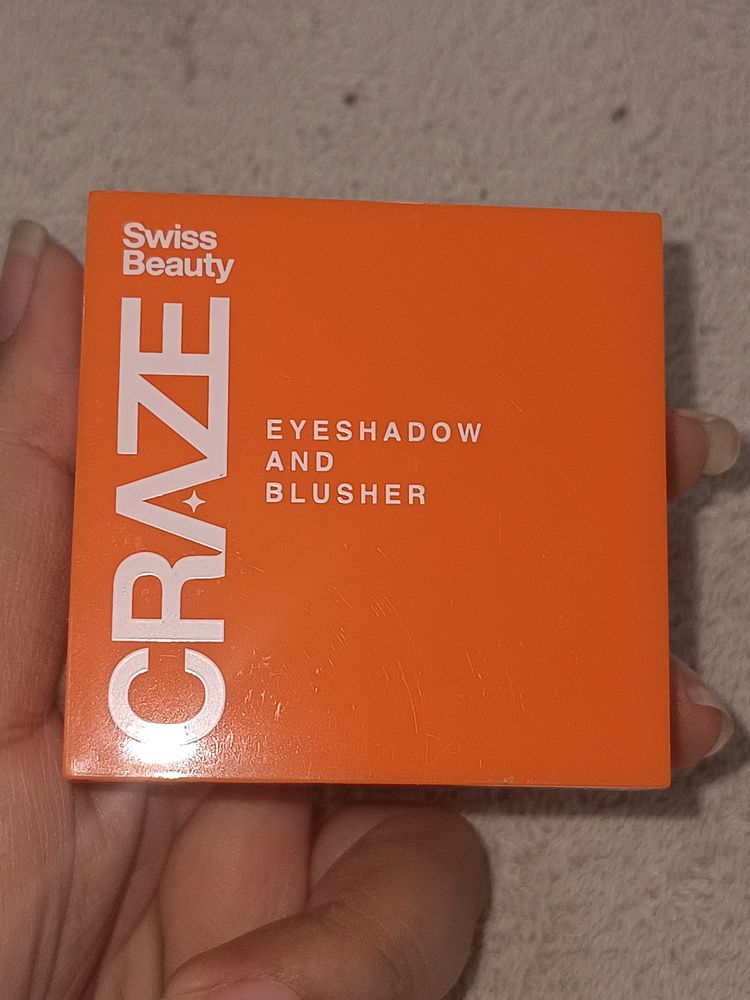 Swiss
Beauty
CRAZE
EYESHADOW
AND
BLUSHER